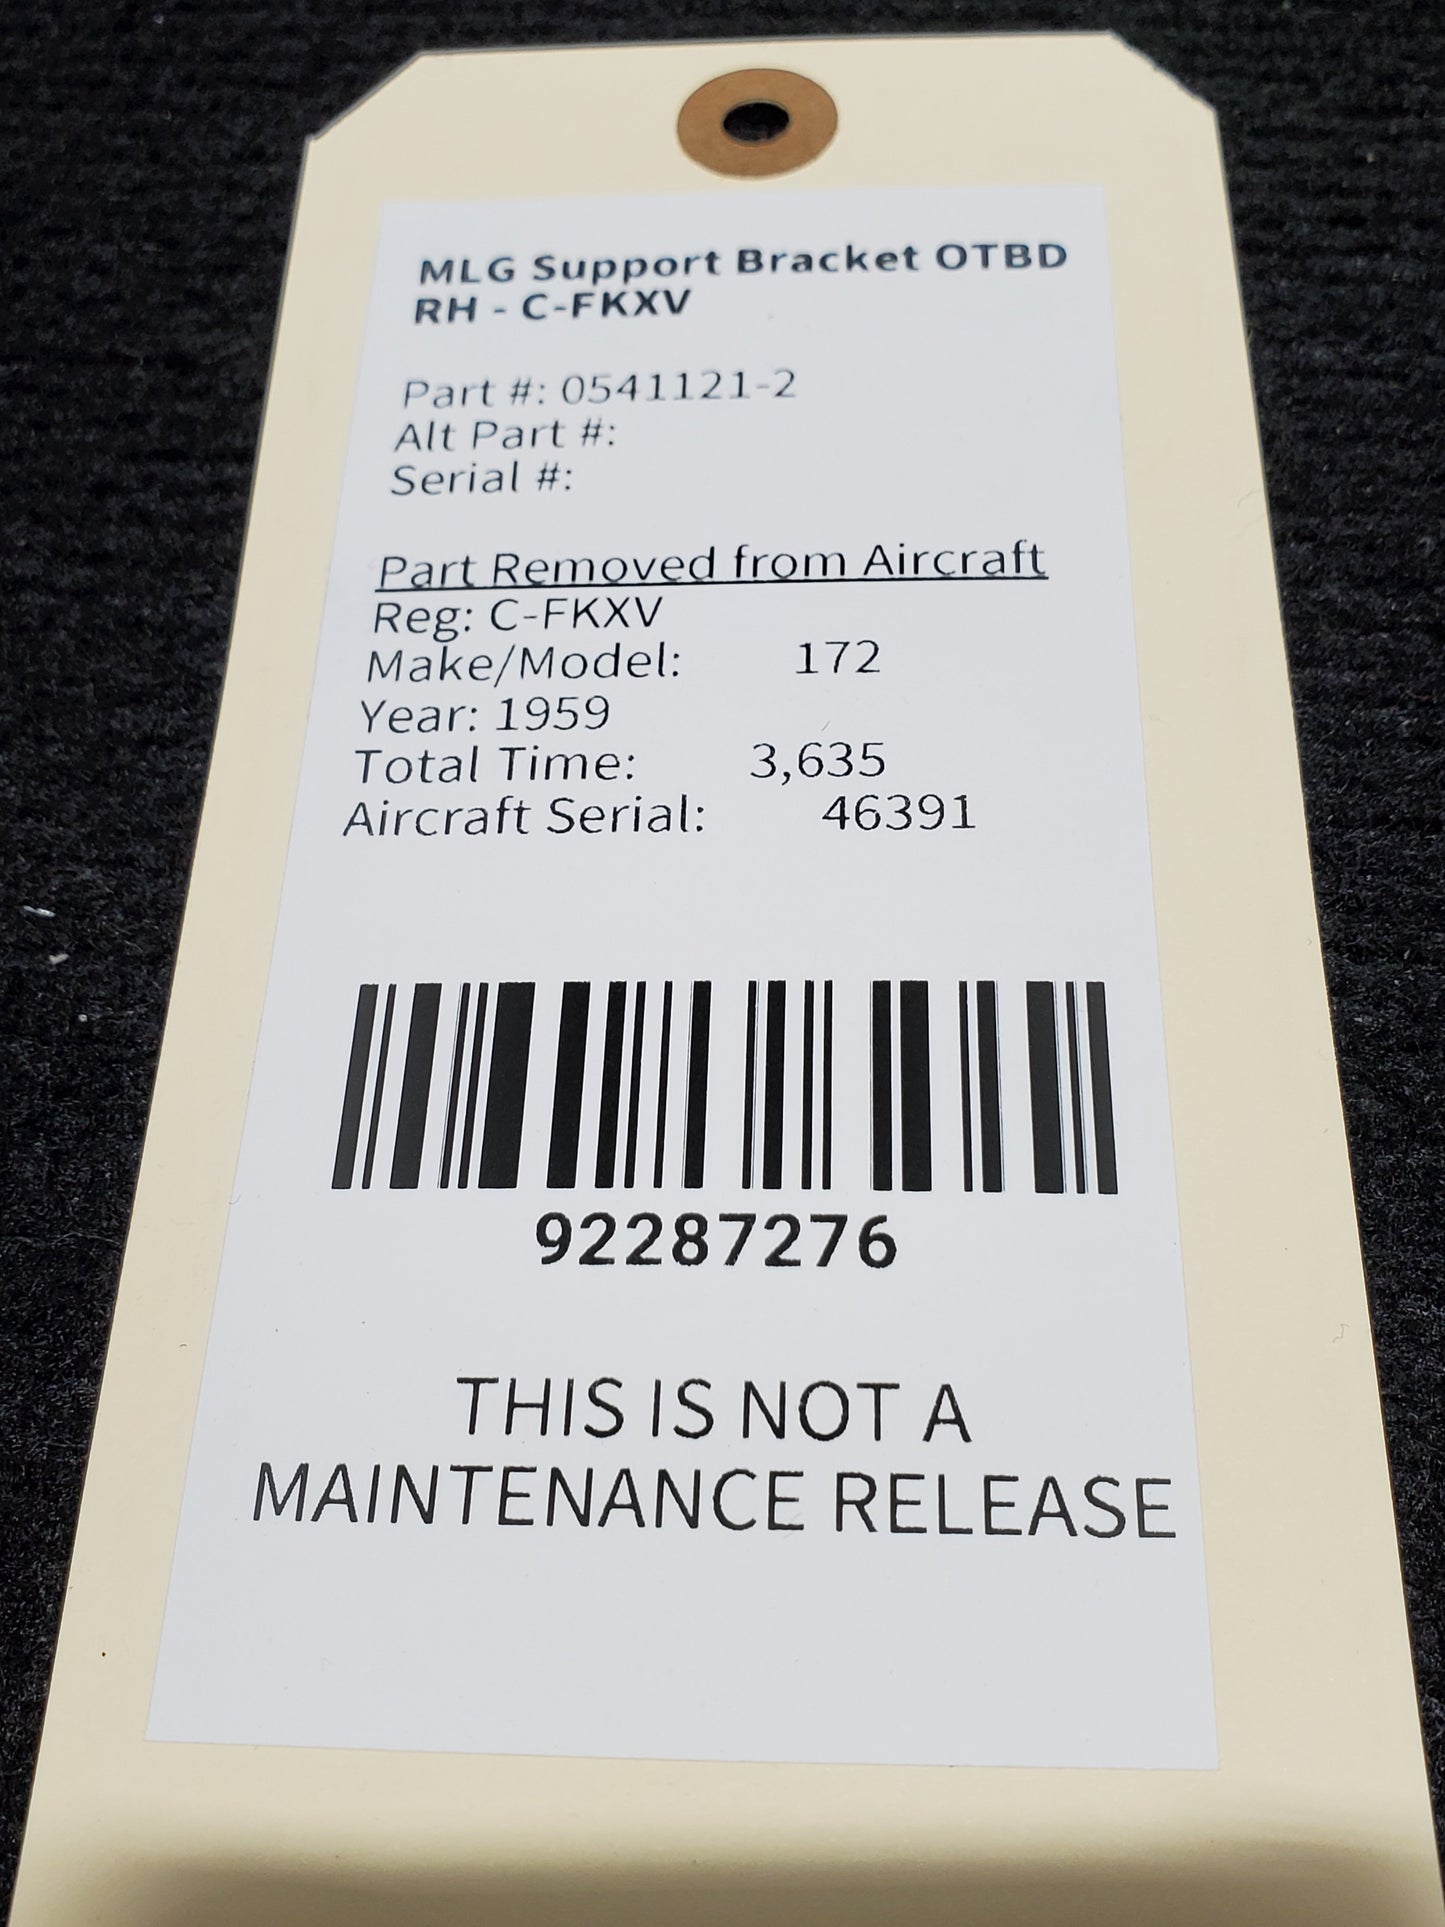 MLG Support Bracket OTBD
RH - C-FKXV
Part #: 0541121-2
Alt Part #:
Serial #:
Part Removed from Aircraft
Reg: C-FKXV
Make/Model: 172
Year: 1959
Total Time: 3,635
Aircraft Serial: 46391
92287276
THIS IS NOT A
MAINTENANCE RELEASE